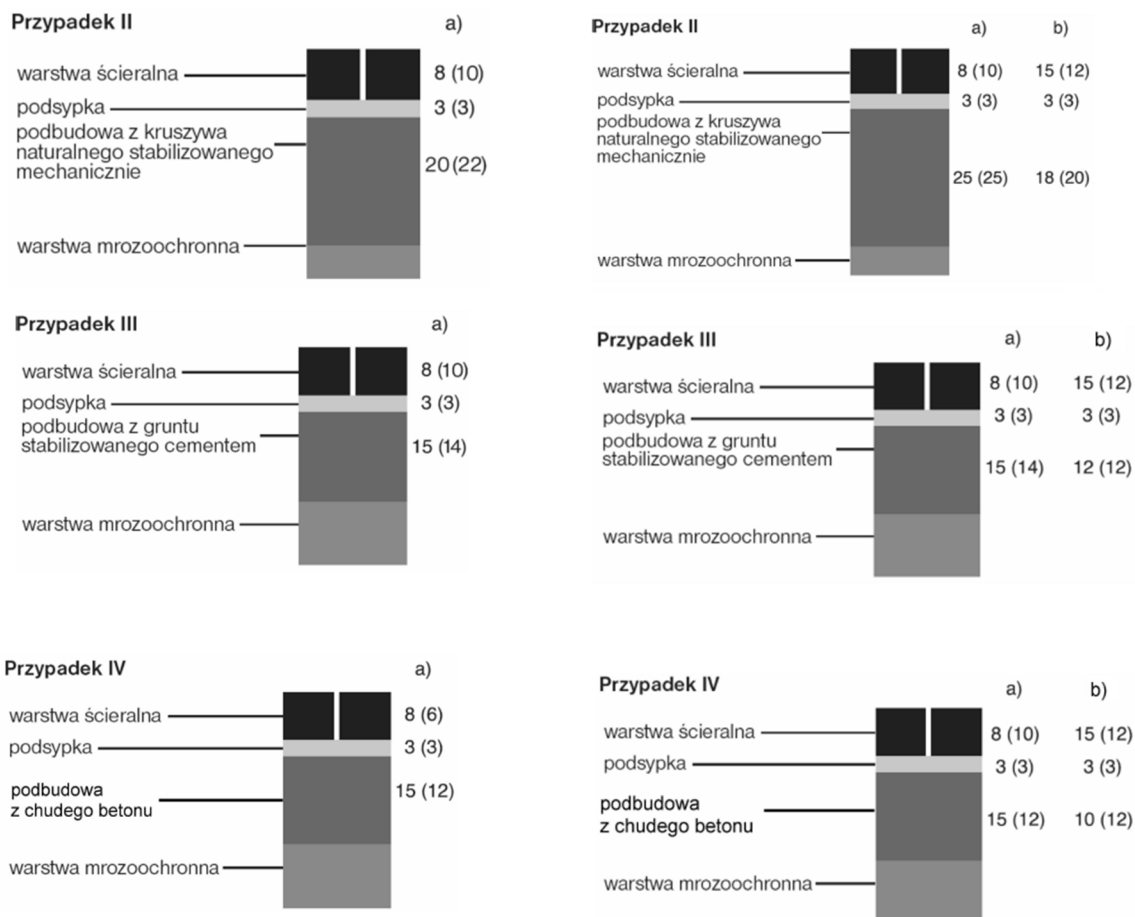 Przypadek II a)
warstwa ścieralna 8 (10)
podsypka 3 (3)
podbudowa z kruszywa
naturalnego stabilizowanego
mechanicznie 20 (22)
warstwa mrozoochronna
Przypadek II a) b)
warstwa ścieralna 8 (10) 15 (12)
podsypka 3 (3) 3 (3)
podbudowa z kruszywa
naturalnego stabilizowanego
mechanicznie
25 (25) 18 (20)
warstwa mrozoochronna
Przypadek III a)
warstwa ścieralna 8 (10)
podsypka 3 (3)
podbudowa z gruntu
stabilizowanego cementem 15 (14)
warstwa mrozoochronna
Przypadek III a) b)
warstwa ścieralna 8 (10) 15 (12)
podsypka 3 (3) 3 (3)
podbudowa z gruntu
stabilizowanego cementem 15 (14) 12 (12)
warstwa mrozoochronna
Przypadek IV a)
warstwa ścieralna 8 (6)
podsypka 3 (3)
podbudowa 15 (12)
z chudego betonu
warstwa mrozoochronna
Przypadek IV a) b)
warstwa ścieralna 8 (10) 15 (12)
podsypka 3 (3) 3 (3)
podbudowa
z chudego betonu 15 (12) 10 (12)
warstwa mrozoochronna